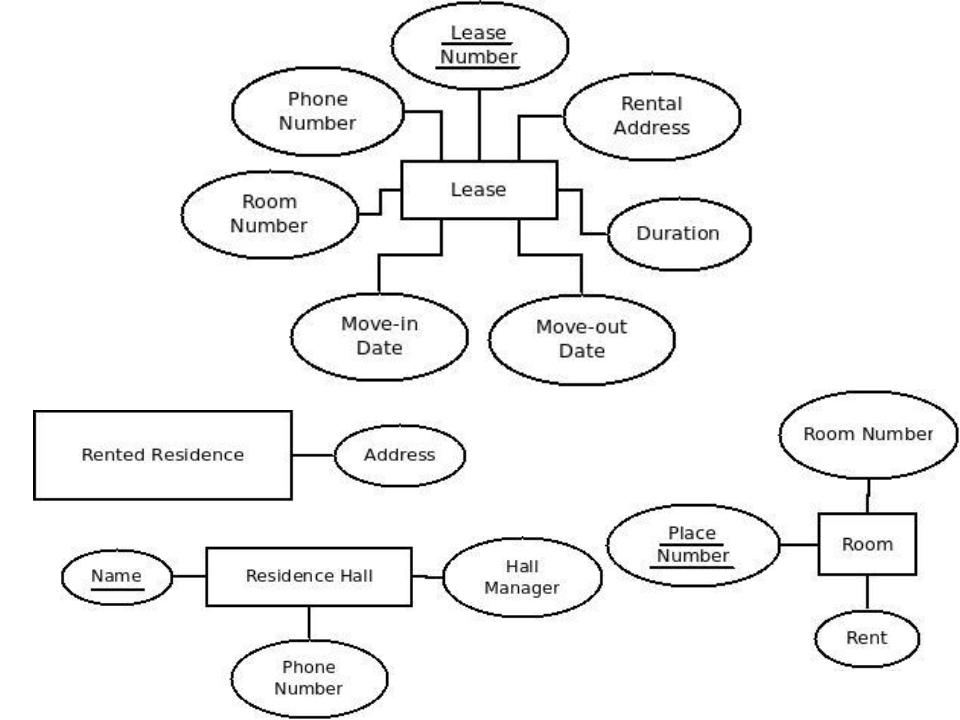 Lease
Number
Phone
Number
Rental
Address
Lease
Room
Number
Duration
Move-in
Date
Move-out
Date
Rented Residence
Address
Room Number
Place
Number
Room
Name
Residence Hall
Hall
Manager
Rent
Phone
Number